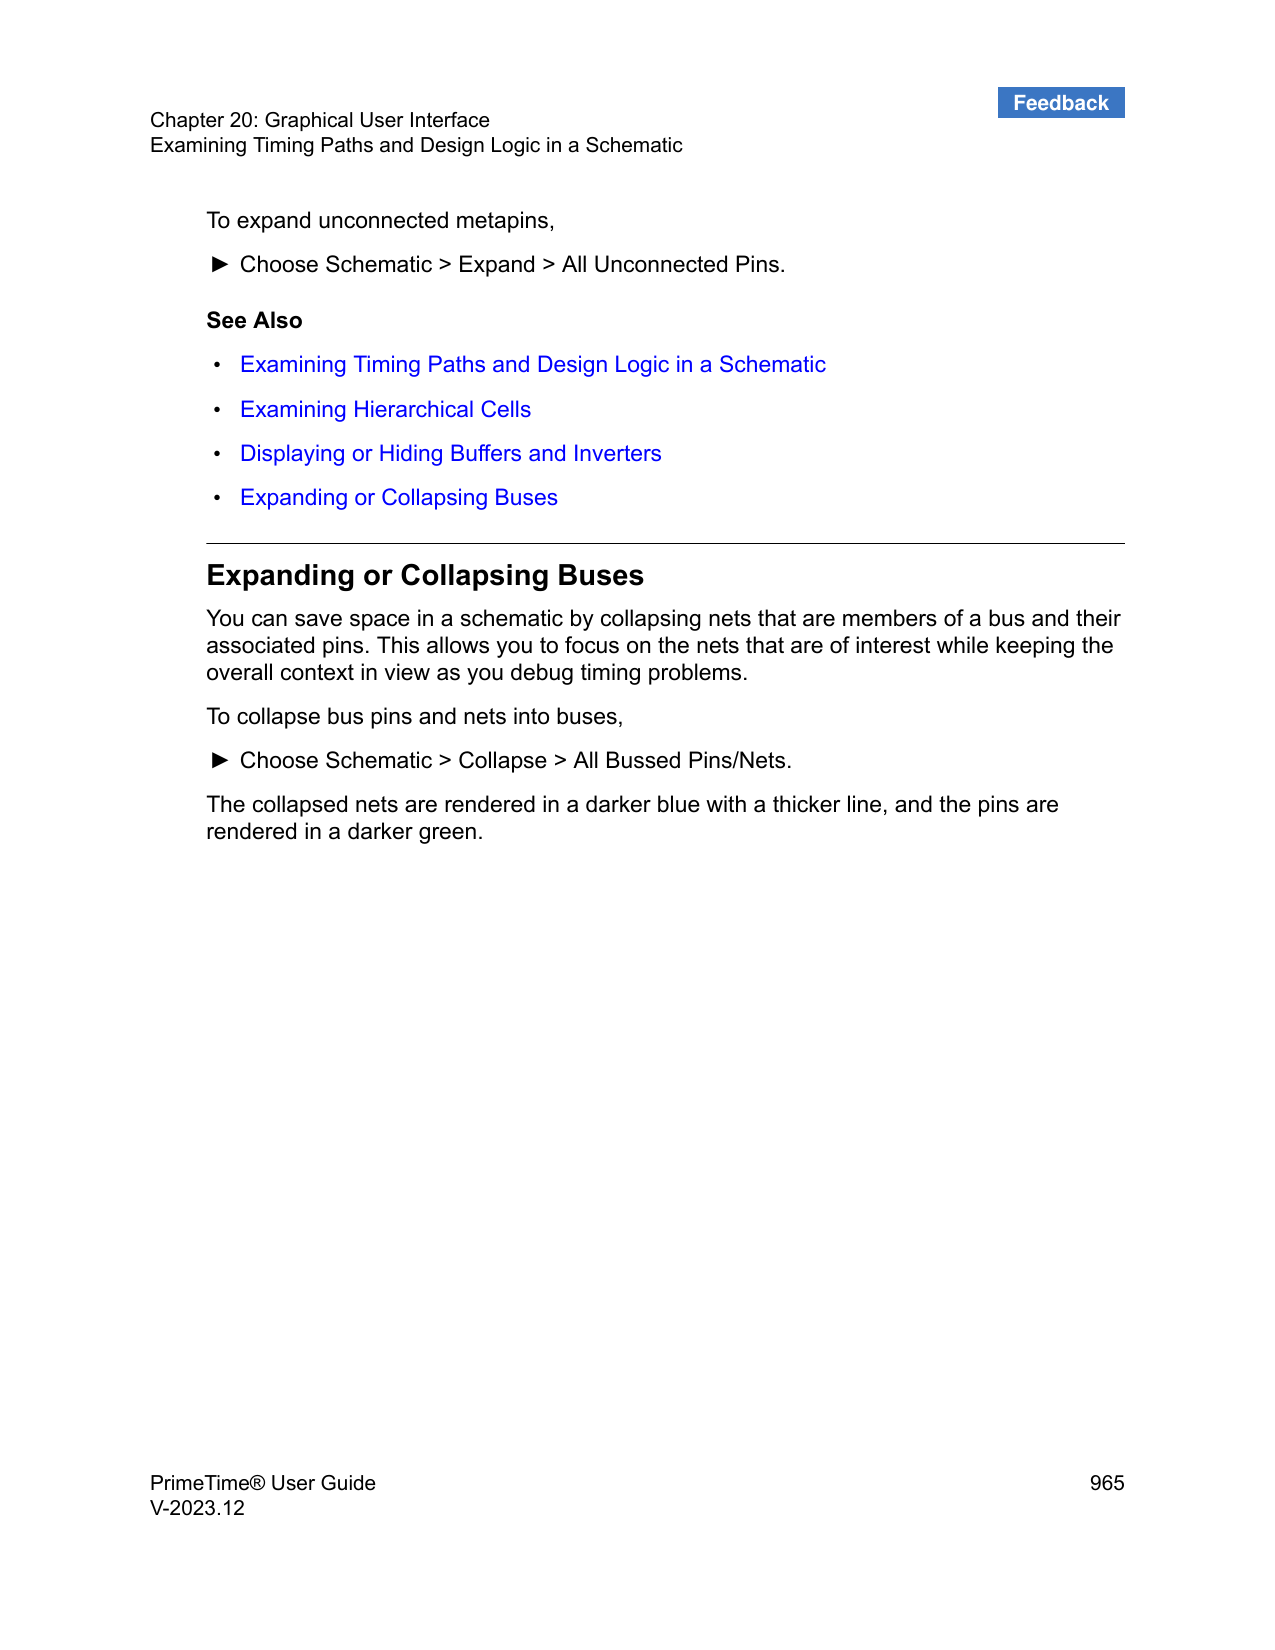 Feedback
Chapter 20: Graphical User Interface
Examining Timing Paths and Design Logic in a Schematic
To expand unconnected metapins,
► Choose Schematic > Expand > All Unconnected Pins.
See Also
• Examining Timing Paths and Design Logic in a Schematic
• Examining Hierarchical Cells
• Displaying or Hiding Buffers and Inverters
• Expanding or Collapsing Buses
Expanding or Collapsing Buses
You can save space in a schematic by collapsing nets that are members of a bus and their
associated pins. This allows you to focus on the nets that are of interest while keeping the
overall context in view as you debug timing problems.
To collapse bus pins and nets into buses,
► Choose Schematic > Collapse > All Bussed Pins/Nets.
The collapsed nets are rendered in a darker blue with a thicker line, and the pins are
rendered in a darker green.
PrimeTime® User Guide 965
V-2023.12